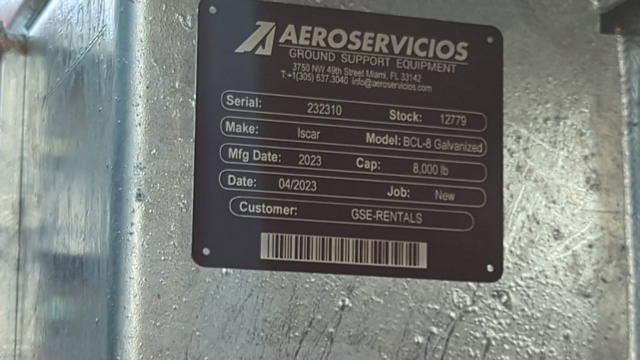 AEROSERVICIOS
GROUND SUPPORT EQUIPMENT
3750 NW 49th Street Miami, FL 33142
T:+1(305) 637.3040 info@aeroservicios.com
Serial: 232310 Stock: 12779
Make: Iscar Model: BCL-8 Galvanized
Mfg Date: 2023 Cap: 8,000 lb
Date: 04/2023 Job: New
Customer: GSE-RENTALS